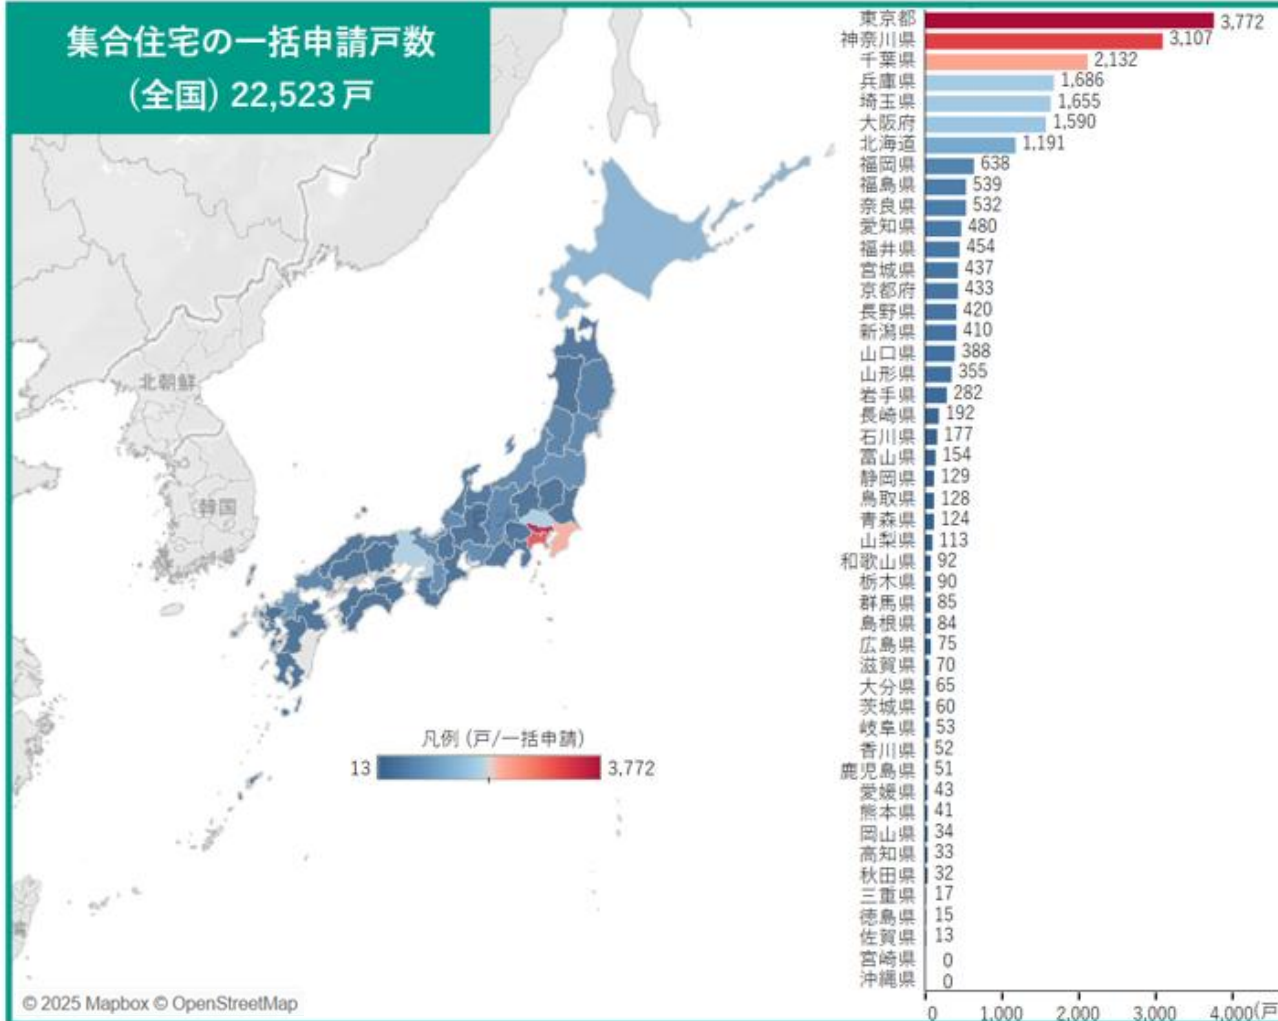 集合住宅の一括申請戸数
(全国) 22,523戸
北朝鮮
韓国
凡例 (戸/一括申請)
13 3,772
© 2025 Mapbox © OpenStreetMap
東京都 3,772
神奈川県 3,107
千葉県 2,132
兵庫県 1,686
埼玉県 1,655
大阪府 1,590
北海道 1,191
福岡県 638
福島県 539
奈良県 532
愛知県 480
福井県 454
宮城県 437
京都府 433
長野県 420
新潟県 410
山口県 388
山形県 355
岩手県 282
長崎県 192
石川県 177
富山県 154
静岡県 129
鳥取県 128
青森県 124
山梨県 113
和歌山県 92
栃木県 90
群馬県 85
島根県 84
広島県 75
滋賀県 70
大分県 65
茨城県 60
岐阜県 53
香川県 52
鹿児島県 51
愛媛県 43
熊本県 41
岡山県 34
高知県 33
秋田県 32
三重県 17
徳島県 15
佐賀県 13
宮崎県 0
沖縄県 0
0 1,000 2,000 3,000 4,000(戸